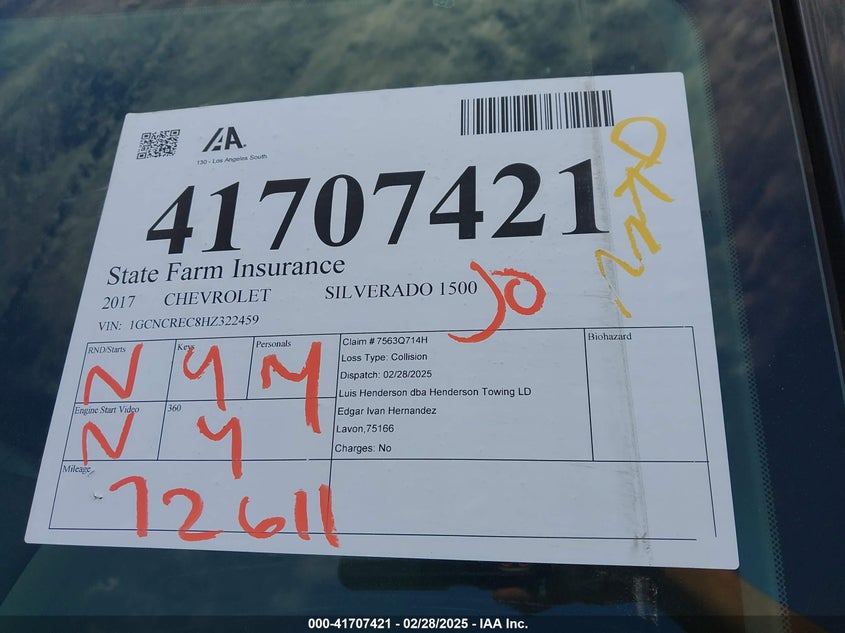 IAA.
130 - Los Angeles South
41707421
State Farm Insurance
2017 CHEVROLET SILVERADO 1500
JO
VIN: 1GCNCREC8HZ322459
RND/Starts N Keys Y Personals
Claim # 7563Q714H
Loss Type: Collision
Dispatch: 02/28/2025
Luis Henderson dba Henderson Towing LD
Edgar Ivan Hernandez
Lavon,75166
Charges: No
Biohazard
Engine Start Video N 360 Y
Mileage
72611
000-41707421 - 02/28/2025 - IAA Inc.